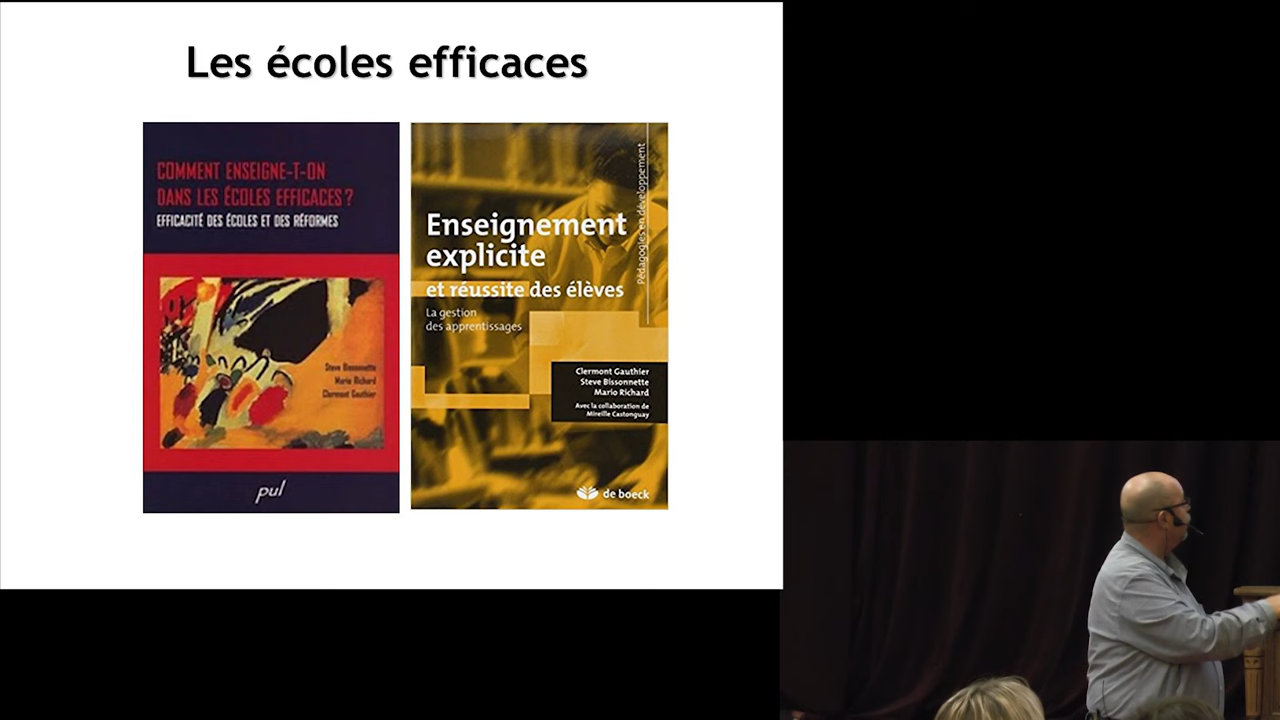 Les écoles efficaces
COMMENT ENSEIGNE-T-ON
DANS LES ÉCOLES EFFICACES ?
EFFICACITÉ DES ÉCOLES ET DES RÉFORMES
Steve Bissonnette
Mario Richard
Clermont Gauthier
pul
Pédagogies en développement
Enseignement
explicite
et réussite des élèves
La gestion
des apprentissages
Clermont Gauthier
Steve Bissonnette
Mario Richard
Avec la collaboration de
Mireille Castonguay
de boeck